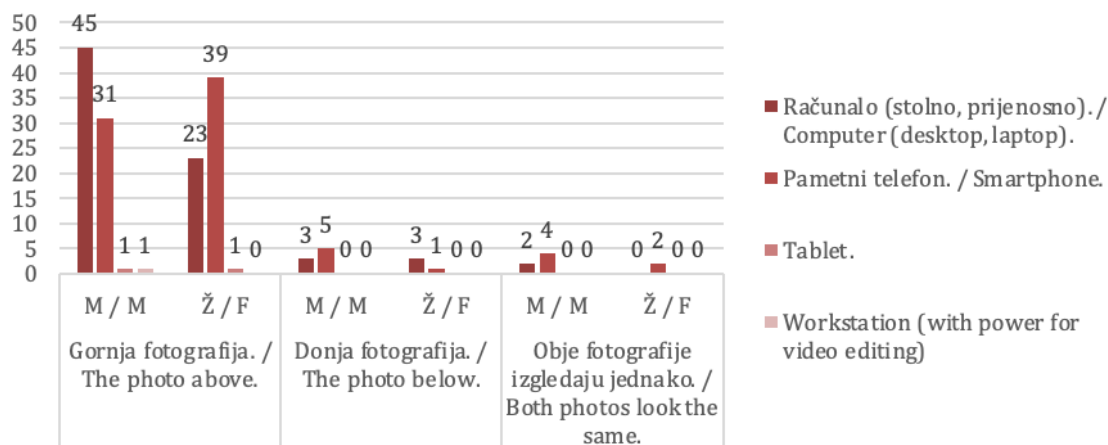 50
45
40
35
30
25
20
15
10
5
0
45
31
1 1
23
39
1 0
3 5 0 0
3 1 0 0
2 4 0 0
0 2 0 0
M / M
Ž / F
M / M
Ž / F
M / M
Ž / F
Gornja fotografija. /
The photo above.
Donja fotografija. /
The photo below.
Obje fotografije
izgledaju jednako. /
Both photos look the
same.
Računalo (stolno, prijenosno). /
Computer (desktop, laptop).
Pametni telefon. / Smartphone.
Tablet.
Workstation (with power for
video editing)